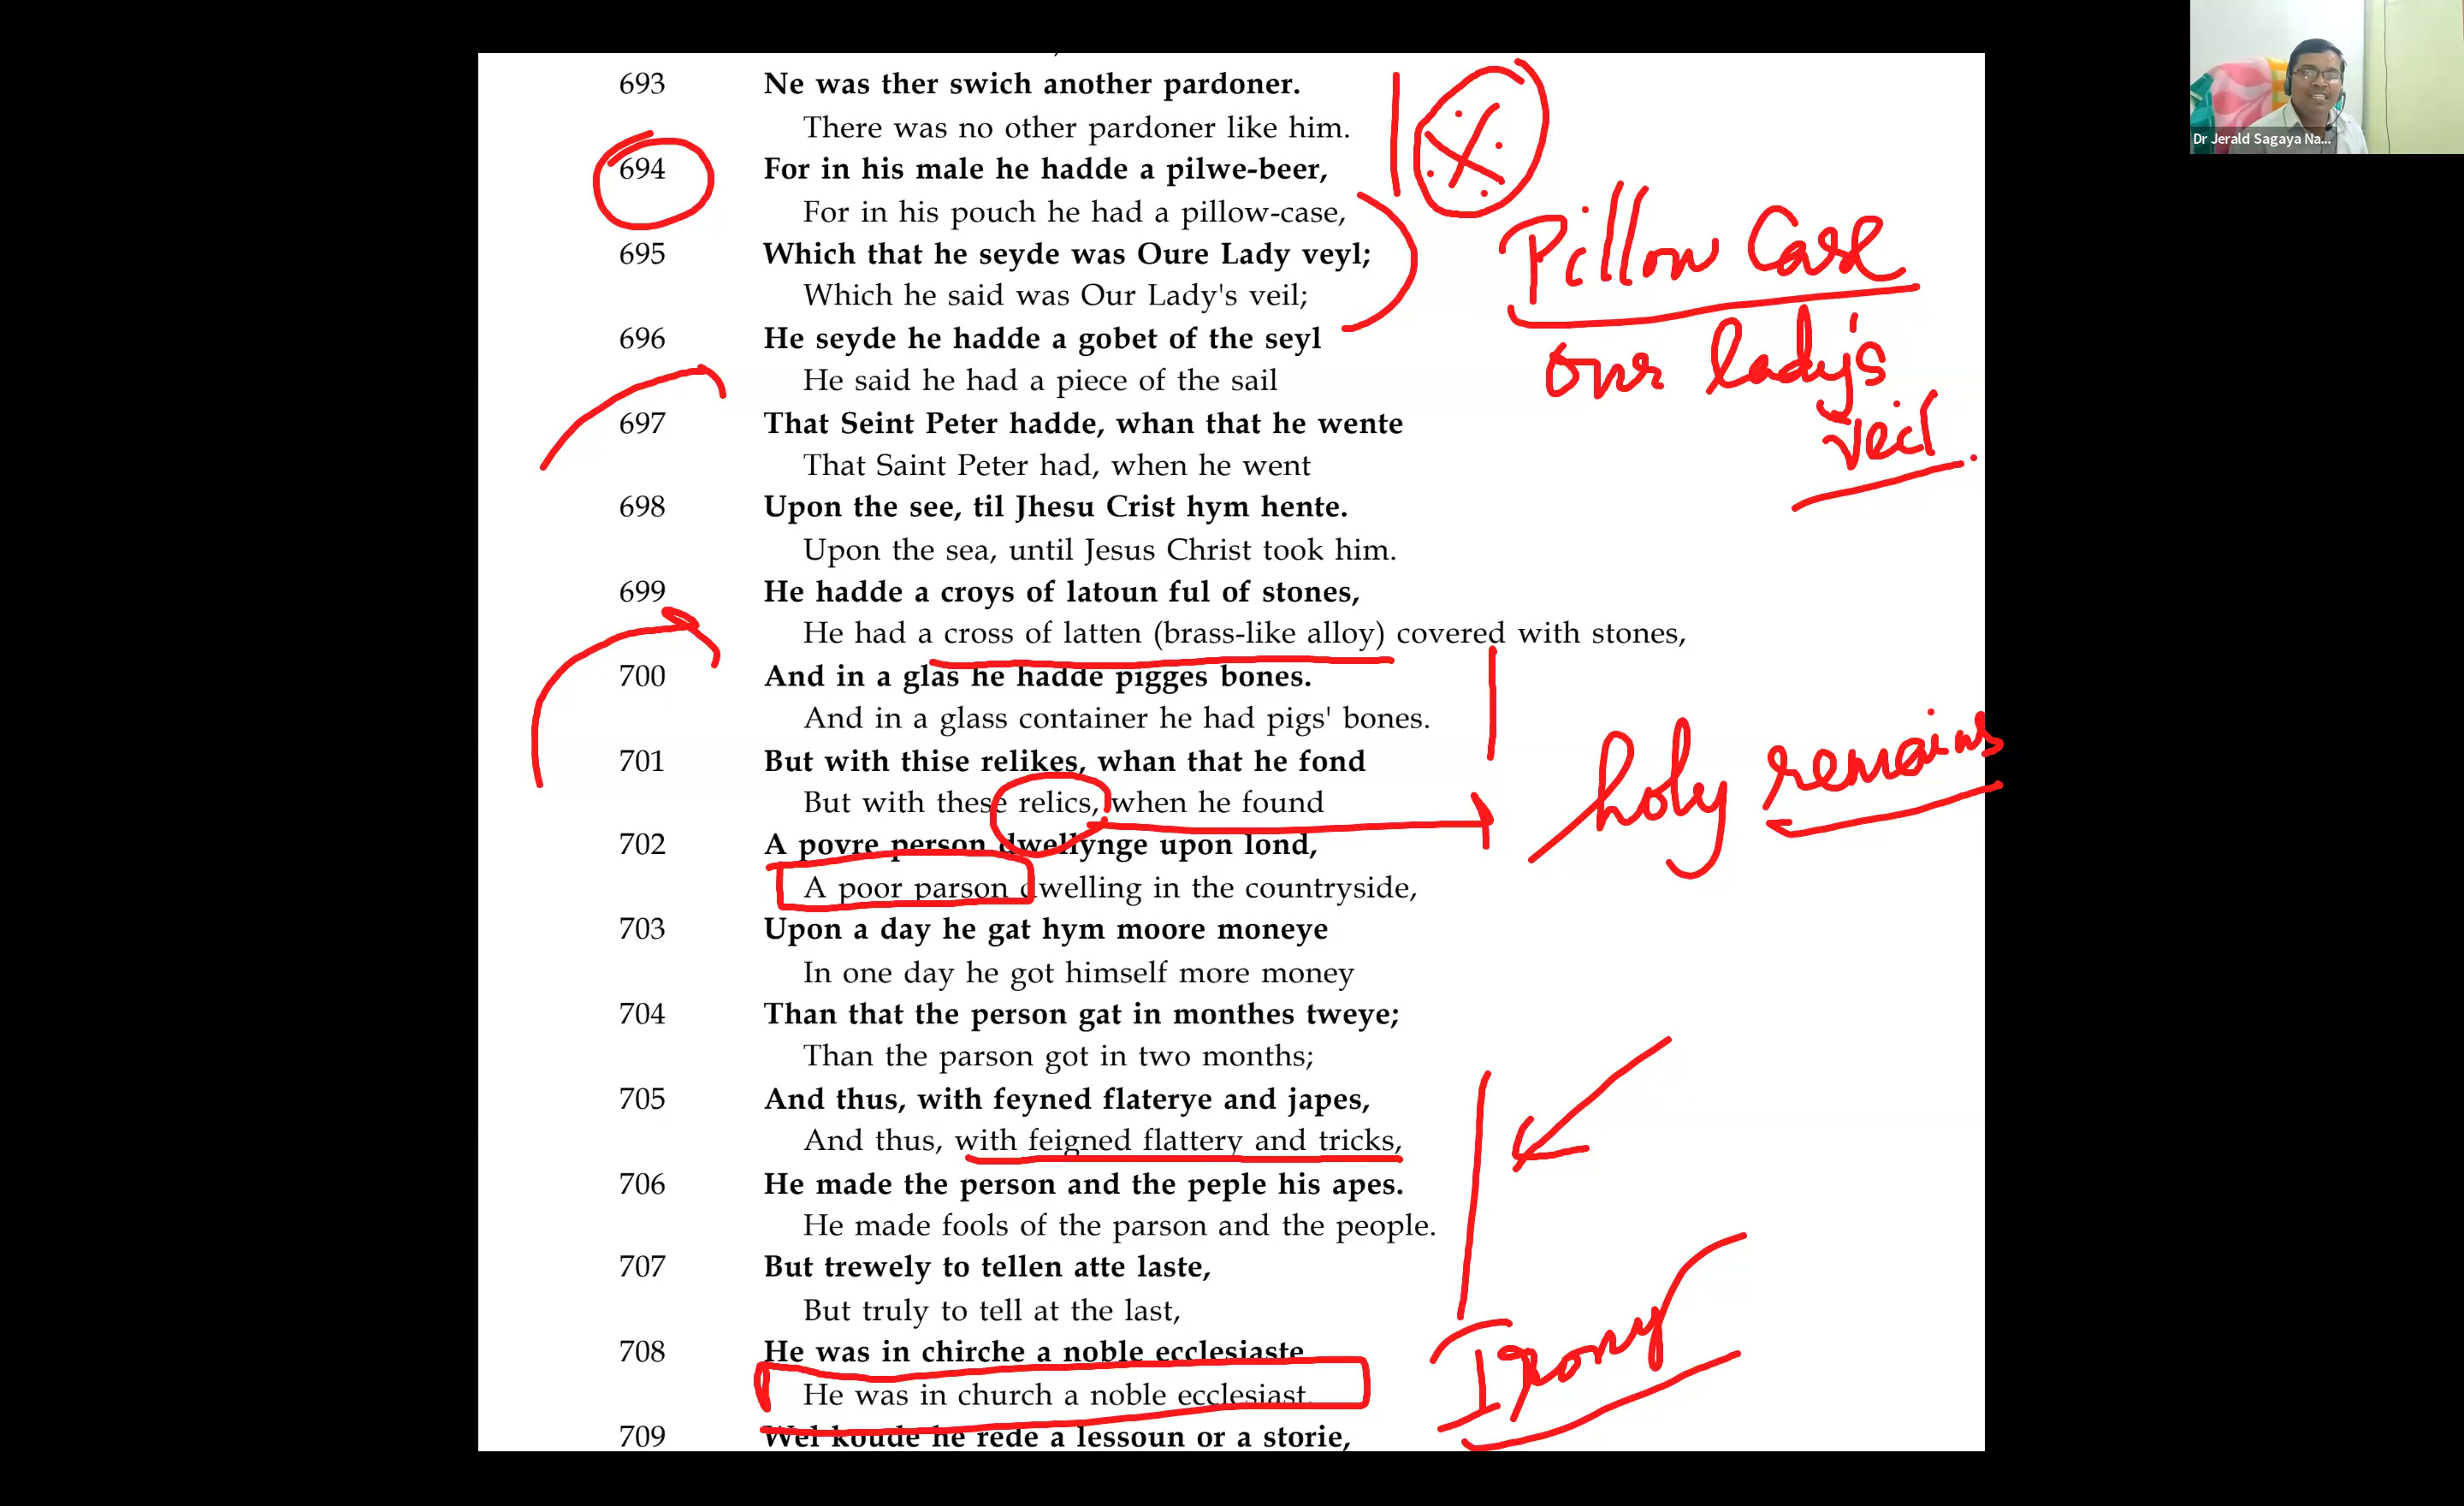 693 Ne was ther swich another pardoner.
There was no other pardoner like him.
694 For in his male he hadde a pilwe-beer,
For in his pouch he had a pillow-case,
695 Which that he seyde was Oure Lady veyl;
Which he said was Our Lady's veil;
696 He seyde he hadde a gobet of the seyl
He said he had a piece of the sail
697 That Seint Peter hadde, whan that he wente
That Saint Peter had, when he went
698 Upon the see, til Jhesu Crist hym hente.
Upon the sea, until Jesus Christ took him.
699 He hadde a croys of latoun ful of stones,
He had a cross of latten (brass-like alloy) covered with stones,
700 And in a glas he hadde pigges bones.
And in a glass container he had pigs' bones.
701 But with thise relikes, whan that he fond
But with these relics, when he found
702 A povre person dwellynge upon lond,
A poor parson dwelling in the countryside,
703 Upon a day he gat hym moore moneye
In one day he got himself more money
704 Than that the person gat in monthes tweye;
Than the parson got in two months;
705 And thus, with feyned flaterye and japes,
And thus, with feigned flattery and tricks,
706 He made the person and the peple his apes.
He made fools of the parson and the people.
707 But trewely to tellen atte laste,
But truly to tell at the last,
708 He was in chirche a noble ecclesiaste
He was in church a noble ecclesiast.
709 Wel koude he rede a lessoun or a storie,
Pillow Case
our lady's
veil.
holy remains
Irony
Dr Jerald Sagaya Na...